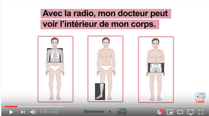 Avec la radio, mon docteur peut
voir l'intérieur de mon corps.